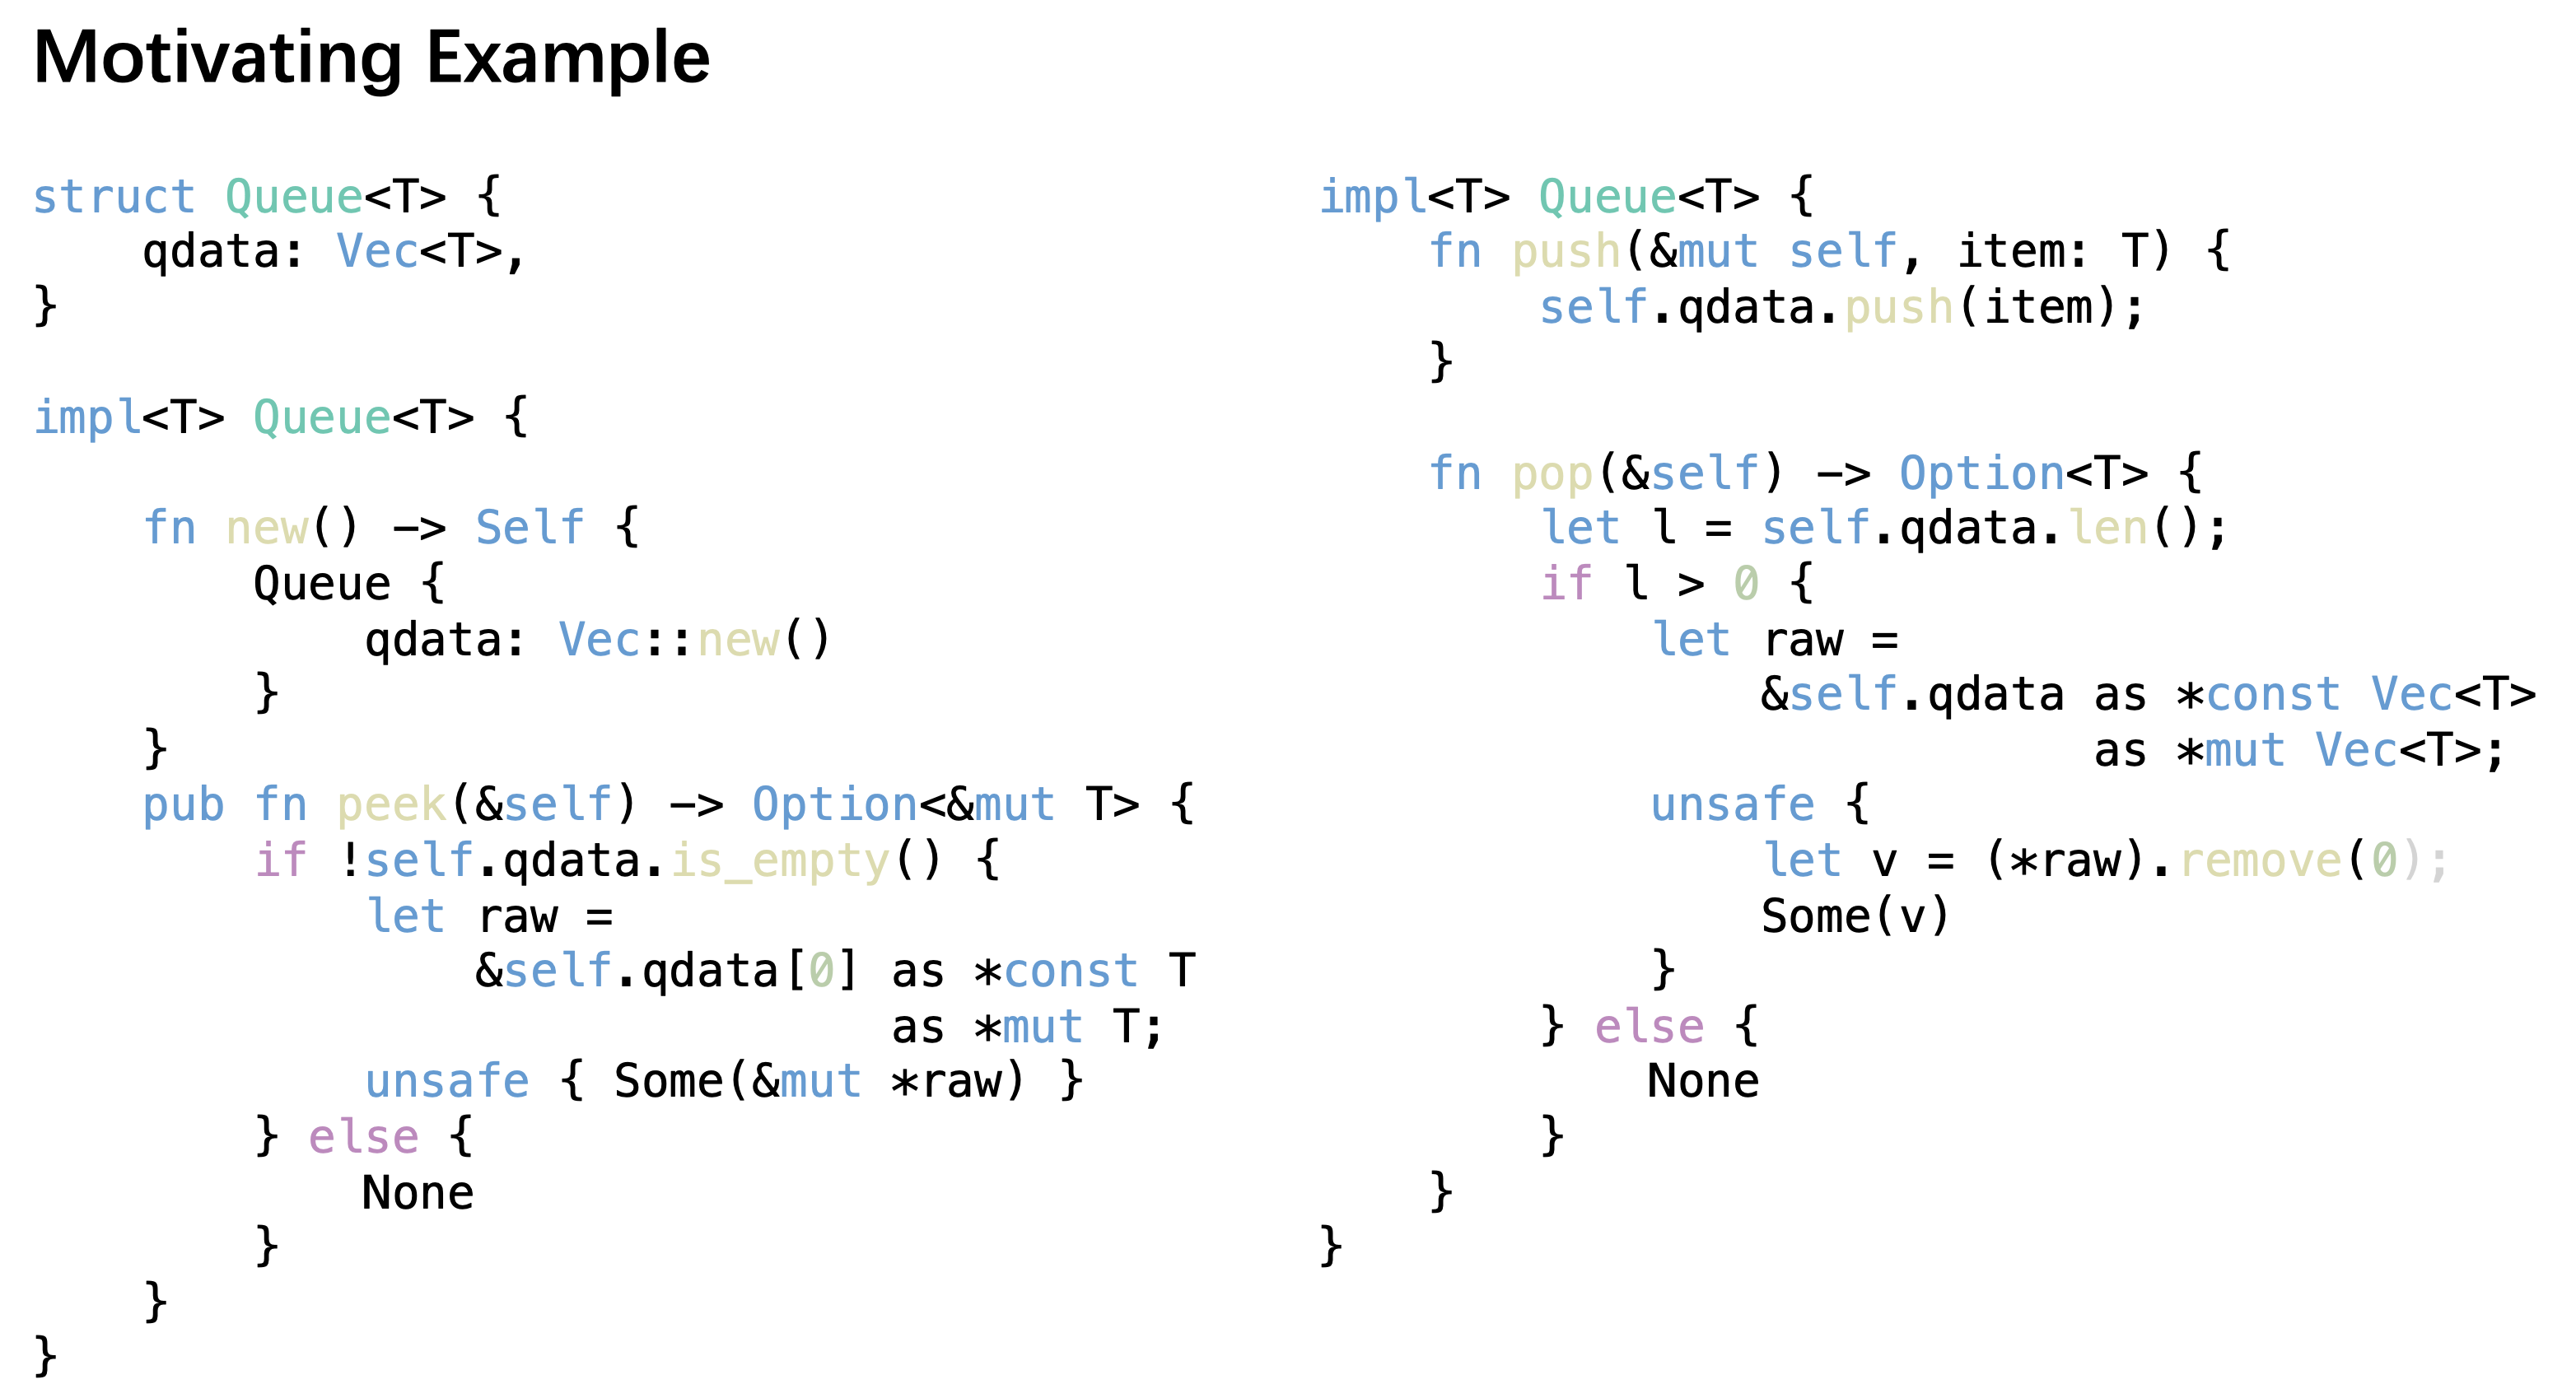 Motivating Example
struct Queue<T> {
    qdata: Vec<T>,
}
impl<T> Queue<T> {
    fn new() -> Self {
        Queue {
            qdata: Vec::new()
        }
    }
    pub fn peek(&self) -> Option<&mut T> {
        if !self.qdata.is_empty() {
            let raw =
                &self.qdata[0] as *const T
                               as *mut T;
            unsafe { Some(&mut *raw) }
        } else {
            None
        }
    }
}
impl<T> Queue<T> {
    fn push(&mut self, item: T) {
        self.qdata.push(item);
    }
    fn pop(&self) -> Option<T> {
        let l = self.qdata.len();
        if l > 0 {
            let raw =
                &self.qdata as *const Vec<T>
                            as *mut Vec<T>;
            unsafe {
                let v = (*raw).remove(0);
                Some(v)
            }
        } else {
            None
        }
    }
}